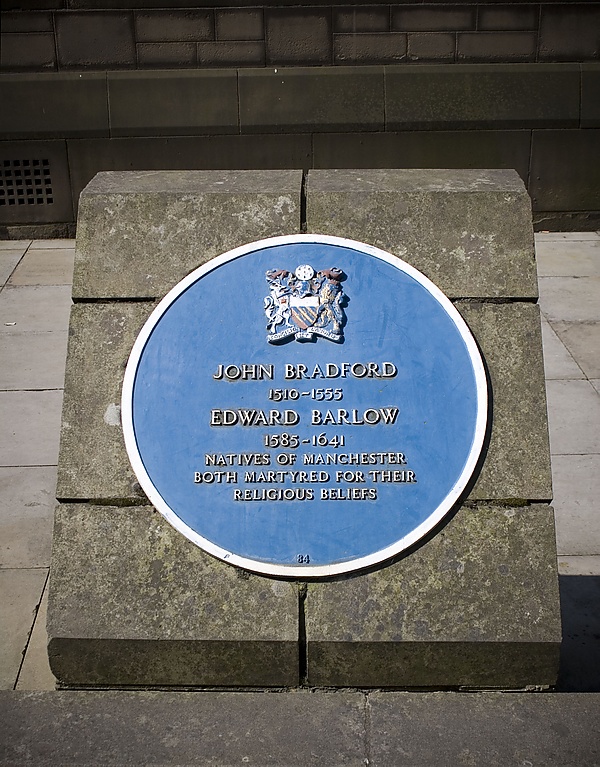 JOHN BRADFORD
1510-1555
EDWARD BARLOW
1585-1641
NATIVES OF MANCHESTER
BOTH MARTYRED FOR THEIR
RELIGIOUS BELIEFS
84